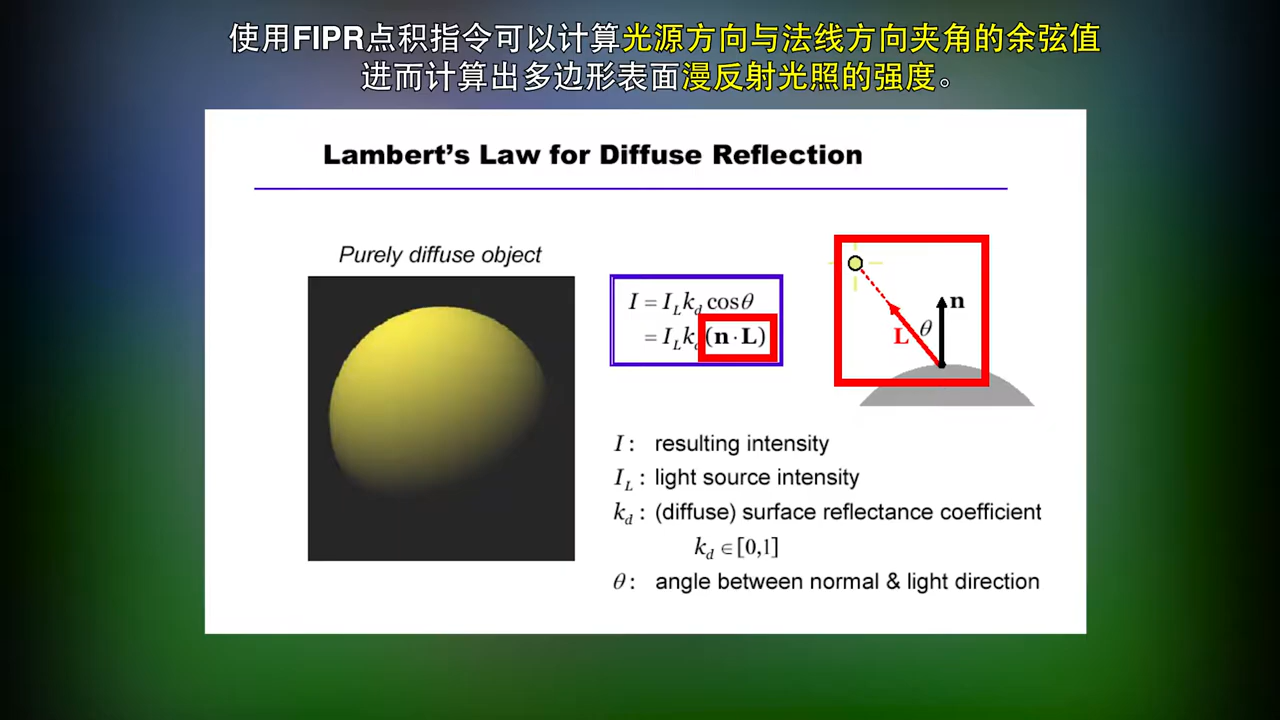 使用FIPR点积指令可以计算光源方向与法线方向夹角的余弦值
进而计算出多边形表面漫反射光照的强度。
Lambert's Law for Diffuse Reflection
Purely diffuse object
I = I_L k_d cosθ
= I_L k_d (n · L)
n
L
θ
I : resulting intensity
I_L : light source intensity
k_d : (diffuse) surface reflectance coefficient
k_d ∈ [0,1]
θ : angle between normal & light direction